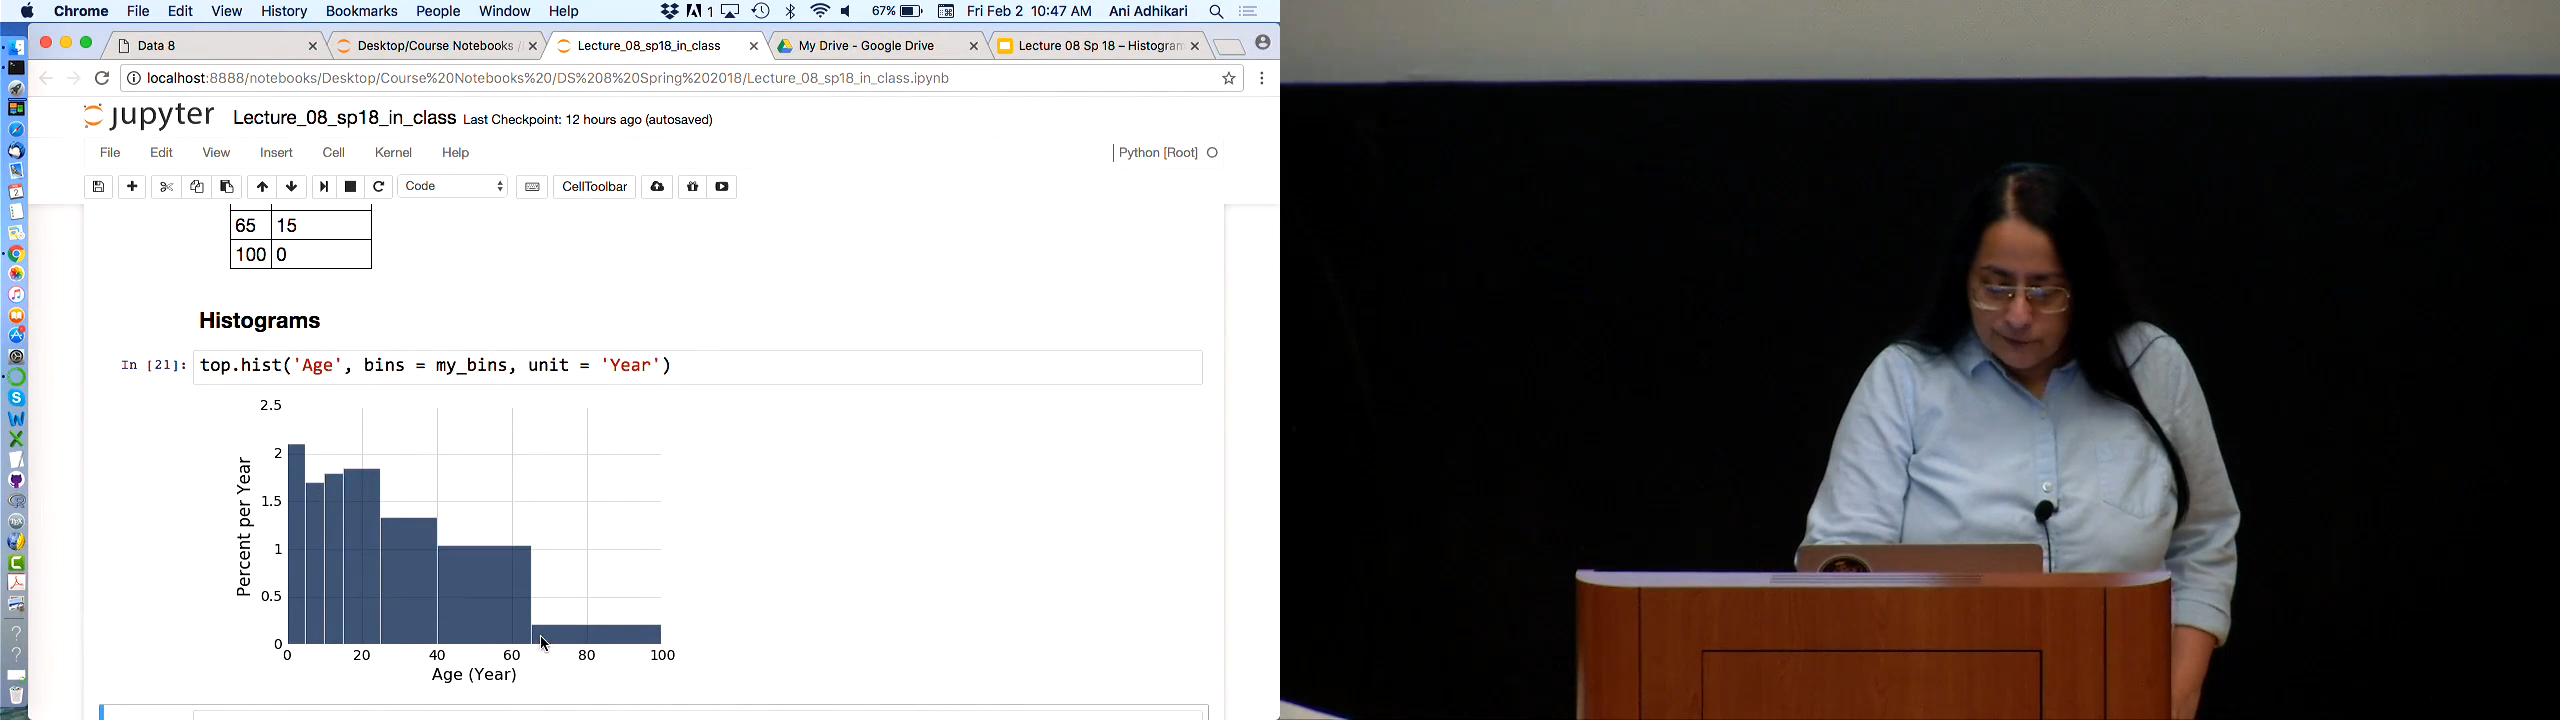 Chrome File Edit View History Bookmarks People Window Help 1 67% Fri Feb 2 10:47 AM Ani Adhikari
Data 8 Desktop/Course Notebooks / Lecture_08_sp18_in_class My Drive - Google Drive Lecture 08 Sp 18 – Histogram
localhost:8888/notebooks/Desktop/Course%20Notebooks%20/DS%208%20Spring%202018/Lecture_08_sp18_in_class.ipynb
jupyter Lecture_08_sp18_in_class Last Checkpoint: 12 hours ago (autosaved)
File Edit View Insert Cell Kernel Help Python [Root]
Code CellToolbar
65 15
100 0
Histograms
In [21]: top.hist('Age', bins = my_bins, unit = 'Year')
2.5
2
1.5
1
0.5
0
Percent per Year
0 20 40 60 80 100
Age (Year)